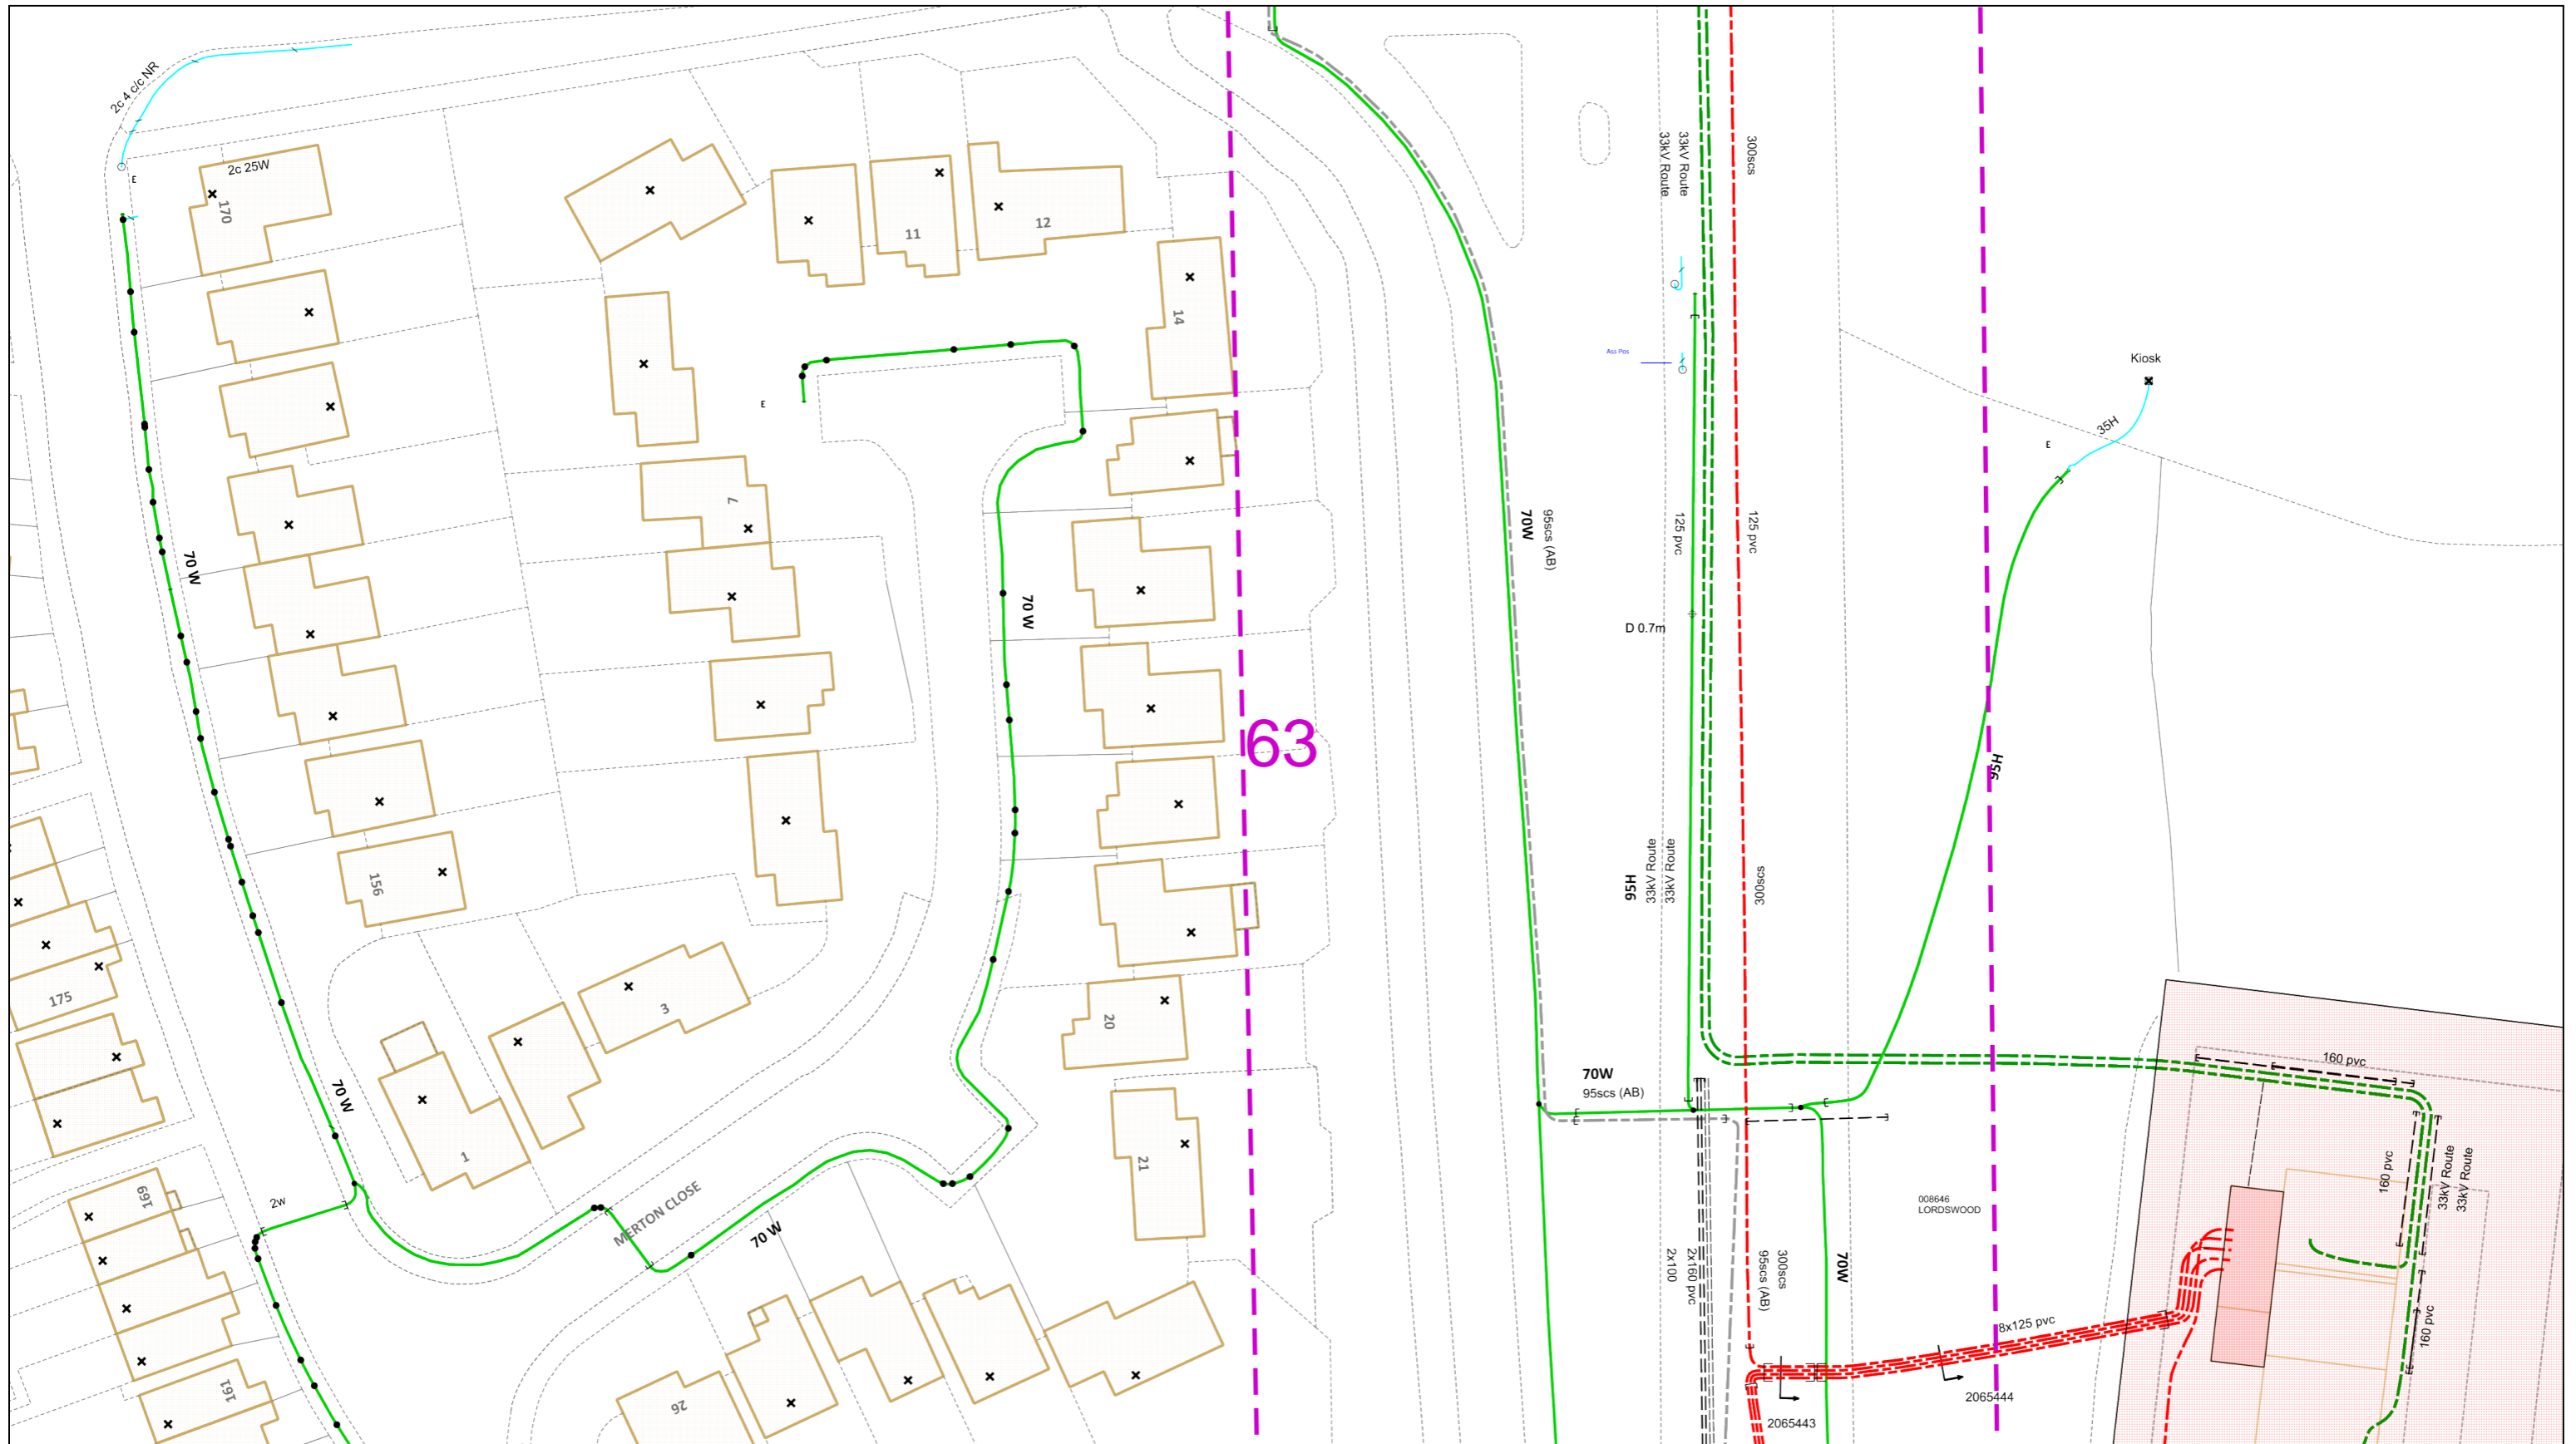 2c 4 c/c NR
E
2c 25W
170
11
12
14
33kV Route
33kV Route
300scs
Ass Pos
Kiosk
35H
E
E
7
70 W
70 W
70W
95scs (AB)
125 pvc
125 pvc
D 0.7m
63
95H
95H
33kV Route
33kV Route
300scs
156
175
3
20
1
70 W
21
70W
95scs (AB)
160 pvc
160 pvc
33kV Route
33kV Route
169
2w
MERTON CLOSE
70 W
008646
LORDSWOOD
2x100
2x160 pvc
95scs (AB)
300scs
70W
8x125 pvc
160 pvc
EE
161
26
2065443
2065444